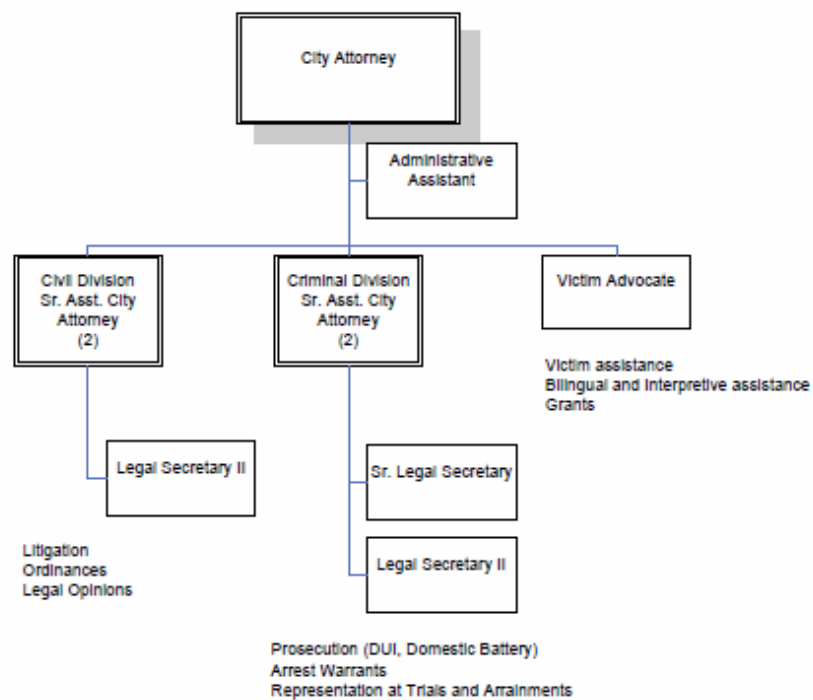 City Attorney
Administrative
Assistant
Civil Division
Sr. Asst. City
Attorney
(2)
Criminal Division
Sr. Asst. City
Attorney
(2)
Victim Advocate
Victim assistance
Bilingual and interpretive assistance
Grants
Legal Secretary II
Sr. Legal Secretary
Legal Secretary II
Litigation
Ordinances
Legal Opinions
Prosecution (DUI, Domestic Battery)
Arrest Warrants
Representation at Trials and Arrainments